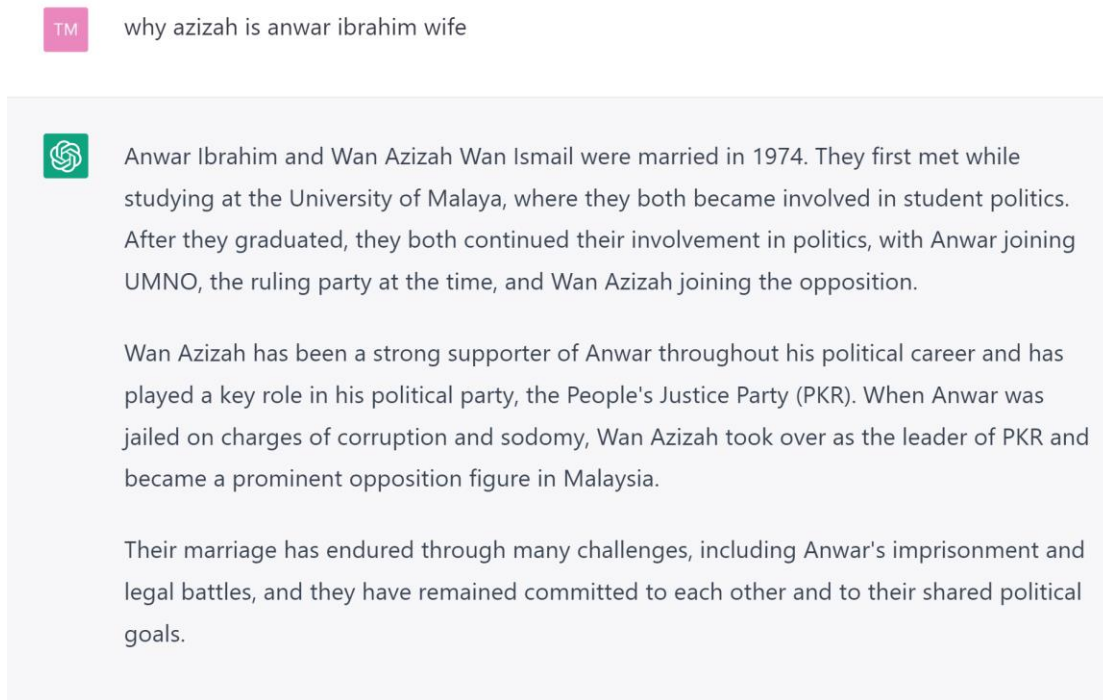 TM
why azizah is anwar ibrahim wife
Anwar Ibrahim and Wan Azizah Wan Ismail were married in 1974. They first met while
studying at the University of Malaya, where they both became involved in student politics.
After they graduated, they both continued their involvement in politics, with Anwar joining
UMNO, the ruling party at the time, and Wan Azizah joining the opposition.
Wan Azizah has been a strong supporter of Anwar throughout his political career and has
played a key role in his political party, the People's Justice Party (PKR). When Anwar was
jailed on charges of corruption and sodomy, Wan Azizah took over as the leader of PKR and
became a prominent opposition figure in Malaysia.
Their marriage has endured through many challenges, including Anwar's imprisonment and
legal battles, and they have remained committed to each other and to their shared political
goals.